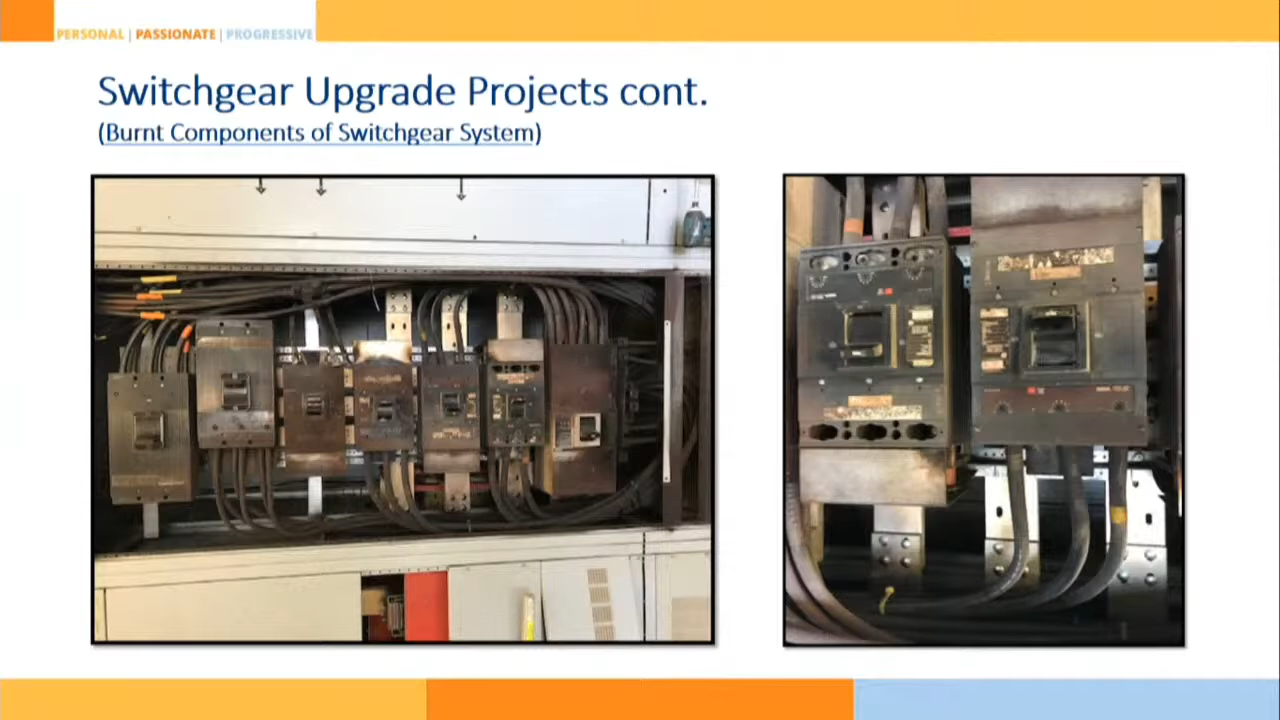 PERSONAL | PASSIONATE | PROGRESSIVE
Switchgear Upgrade Projects cont.
(Burnt Components of Switchgear System)